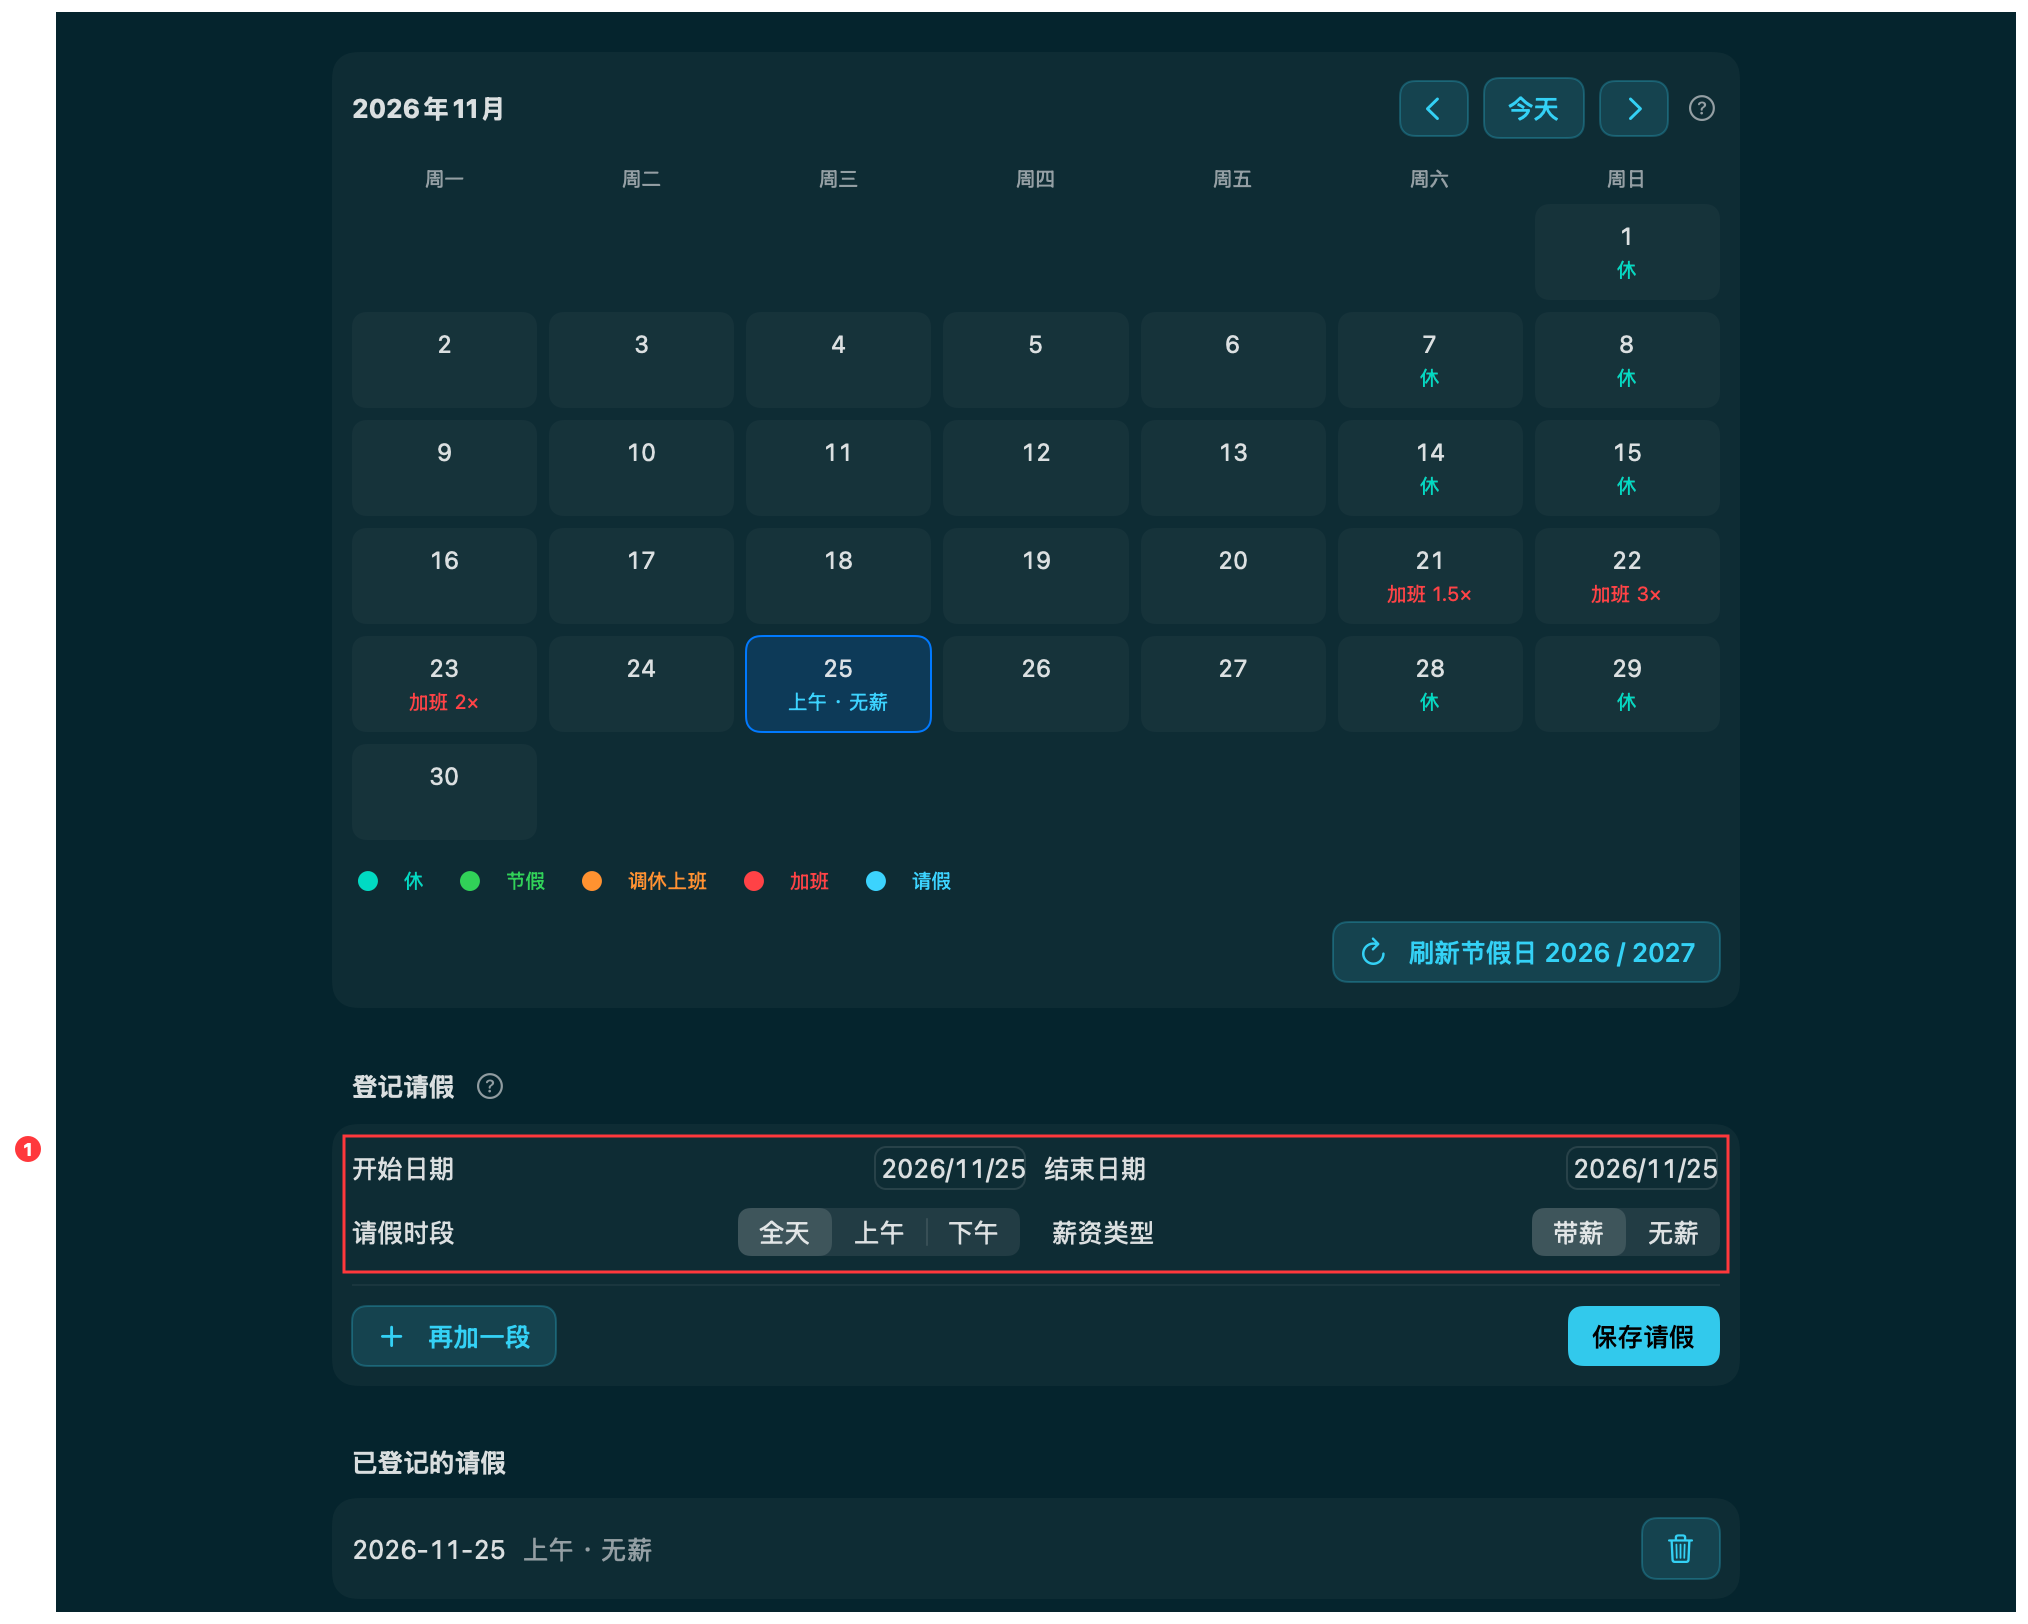 2026年11月
今天
周一 周二 周三 周四 周五 周六 周日
1
休
2 3 4 5 6 7 8
休 休
9 10 11 12 13 14 15
休 休
16 17 18 19 20 21 22
加班 1.5× 加班 3×
23 24 25 26 27 28 29
加班 2× 上午 · 无薪 休 休
30
休 节假 调休上班 加班 请假
刷新节假日 2026 / 2027
登记请假
1
开始日期 2026/11/25 结束日期 2026/11/25
请假时段 全天 上午 下午 薪资类型 带薪 无薪
再加一段 保存请假
已登记的请假
2026-11-25 上午 · 无薪